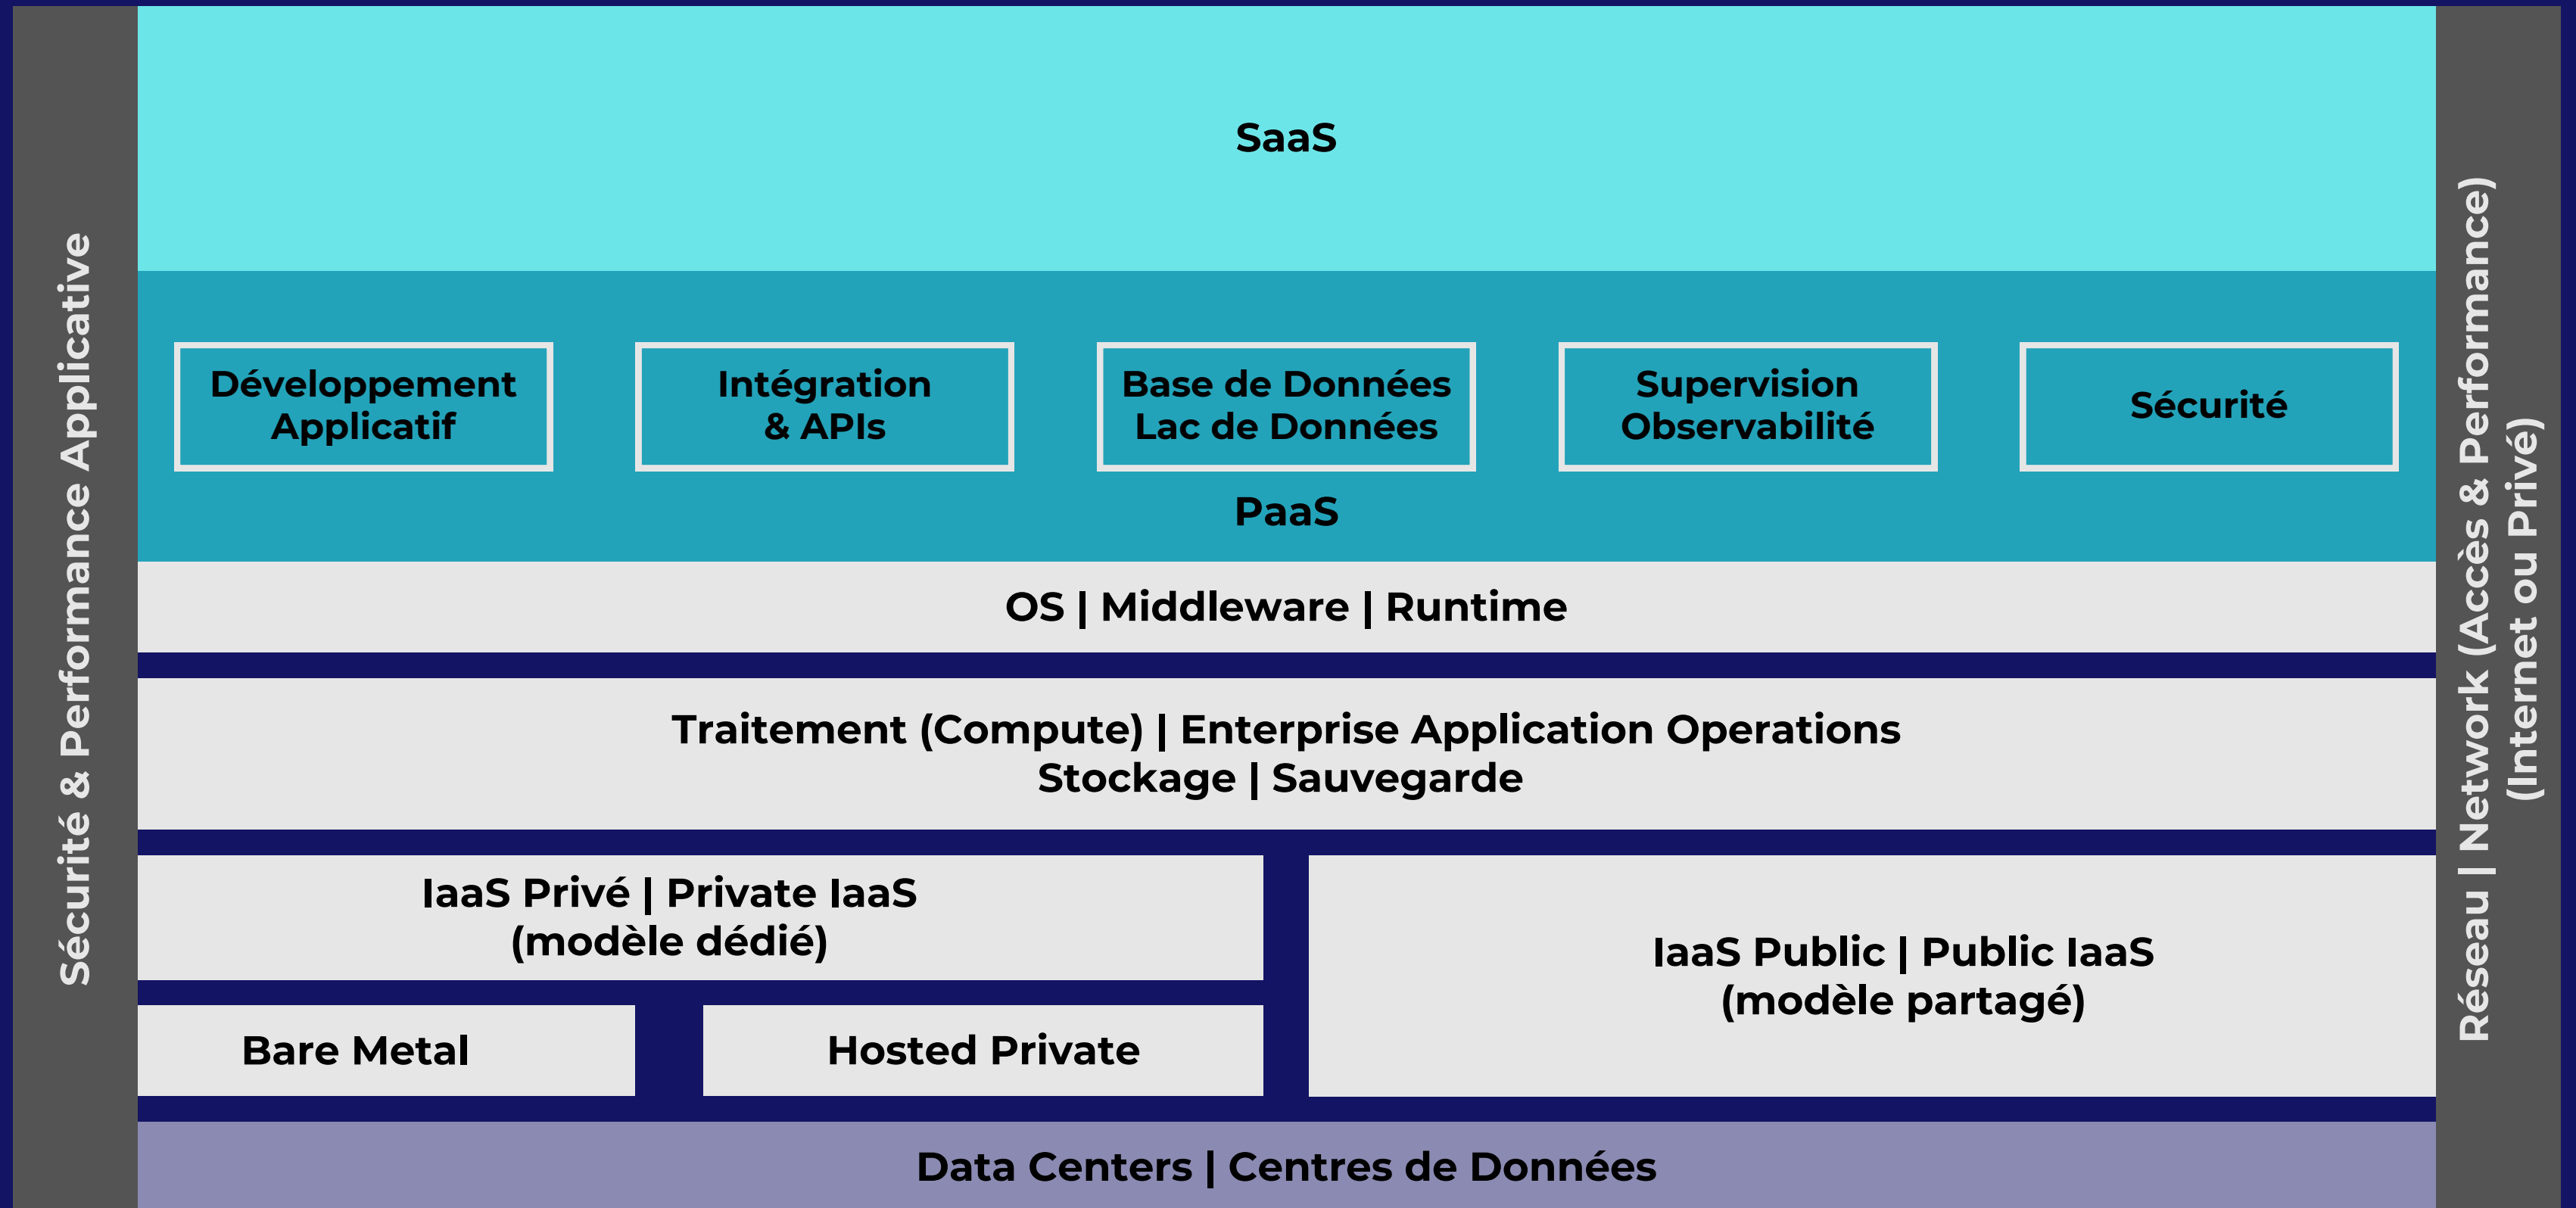 Sécurité & Performance Applicative
SaaS
Développement
Applicatif
Intégration
& APIs
Base de Données
Lac de Données
Supervision
Observabilité
Sécurité
PaaS
OS | Middleware | Runtime
Traitement (Compute) | Enterprise Application Operations
Stockage | Sauvegarde
IaaS Privé | Private IaaS
(modèle dédié)
Bare Metal
Hosted Private
IaaS Public | Public IaaS
(modèle partagé)
Data Centers | Centres de Données
Réseau | Network (Accès & Performance)
(Internet ou Privé)